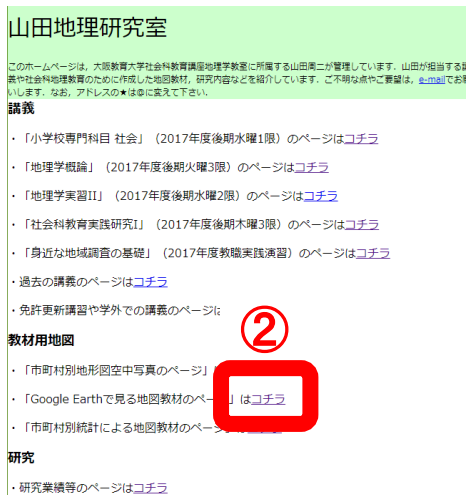 山田地理研究室
このホームページは，大阪教育大学社会科教育講座地理学教室に所属する山田周二が管理しています．山田が担当する
義や社会科地理教育のために作成した地図教材，研究内容などを紹介しています．ご不明な点やご要望は，e-mailでお
いします．なお，アドレスの★は@に変えて下さい．
講義
・「小学校専門科目 社会」（2017年度後期水曜1限）のページはコチラ
・「地理学概論」（2017年度後期火曜3限）のページはコチラ
・「地理学実習II」（2017年度後期水曜2限）のページはコチラ
・「社会科教育実践研究I」（2017年度後期木曜3限）のページはコチラ
・「身近な地域調査の基礎」（2017年度教職実践演習）のページはコチラ
・過去の講義のページはコチラ
・免許更新講習や学外での講義のページは
②
教材用地図
・「市町村別地形図空中写真のページ」
・「Google Earthで見る地図教材のペー」はコチラ
・「市町村別統計による地図教材のペー
研究
・研究業績等のページはコチラ